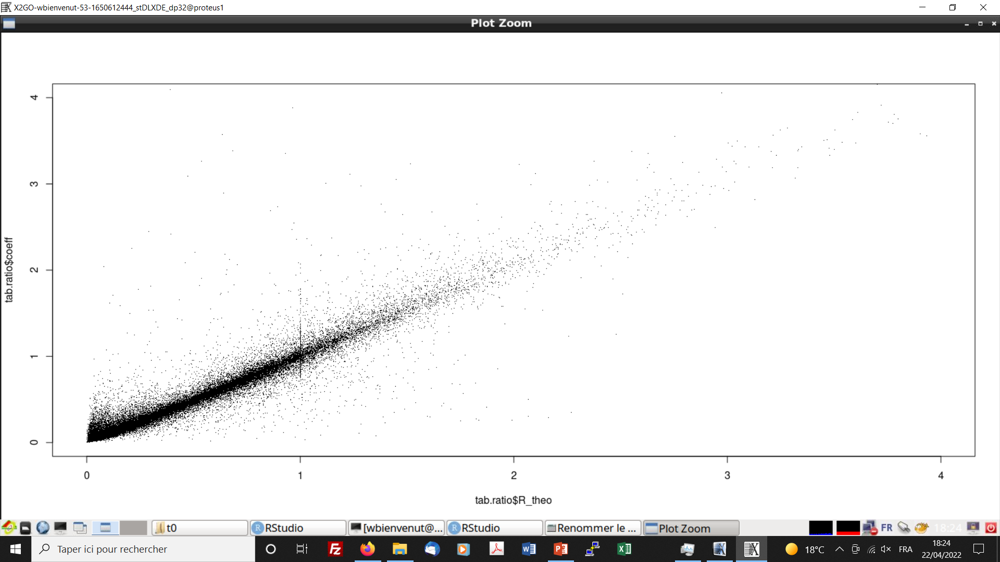 X2GO-wbienvenut-53-1650612444_stDLXDE_dp32@proteus1
Plot Zoom
4
3
2
1
0
tab.ratio$coeff
0 1 2 3 4
tab.ratio$R_theo
t0
RStudio
[wbienvenut@...
RStudio
Renommer le ...
Plot Zoom
FR
18:24
Taper ici pour rechercher
18°C
FRA
18:24
22/04/2022